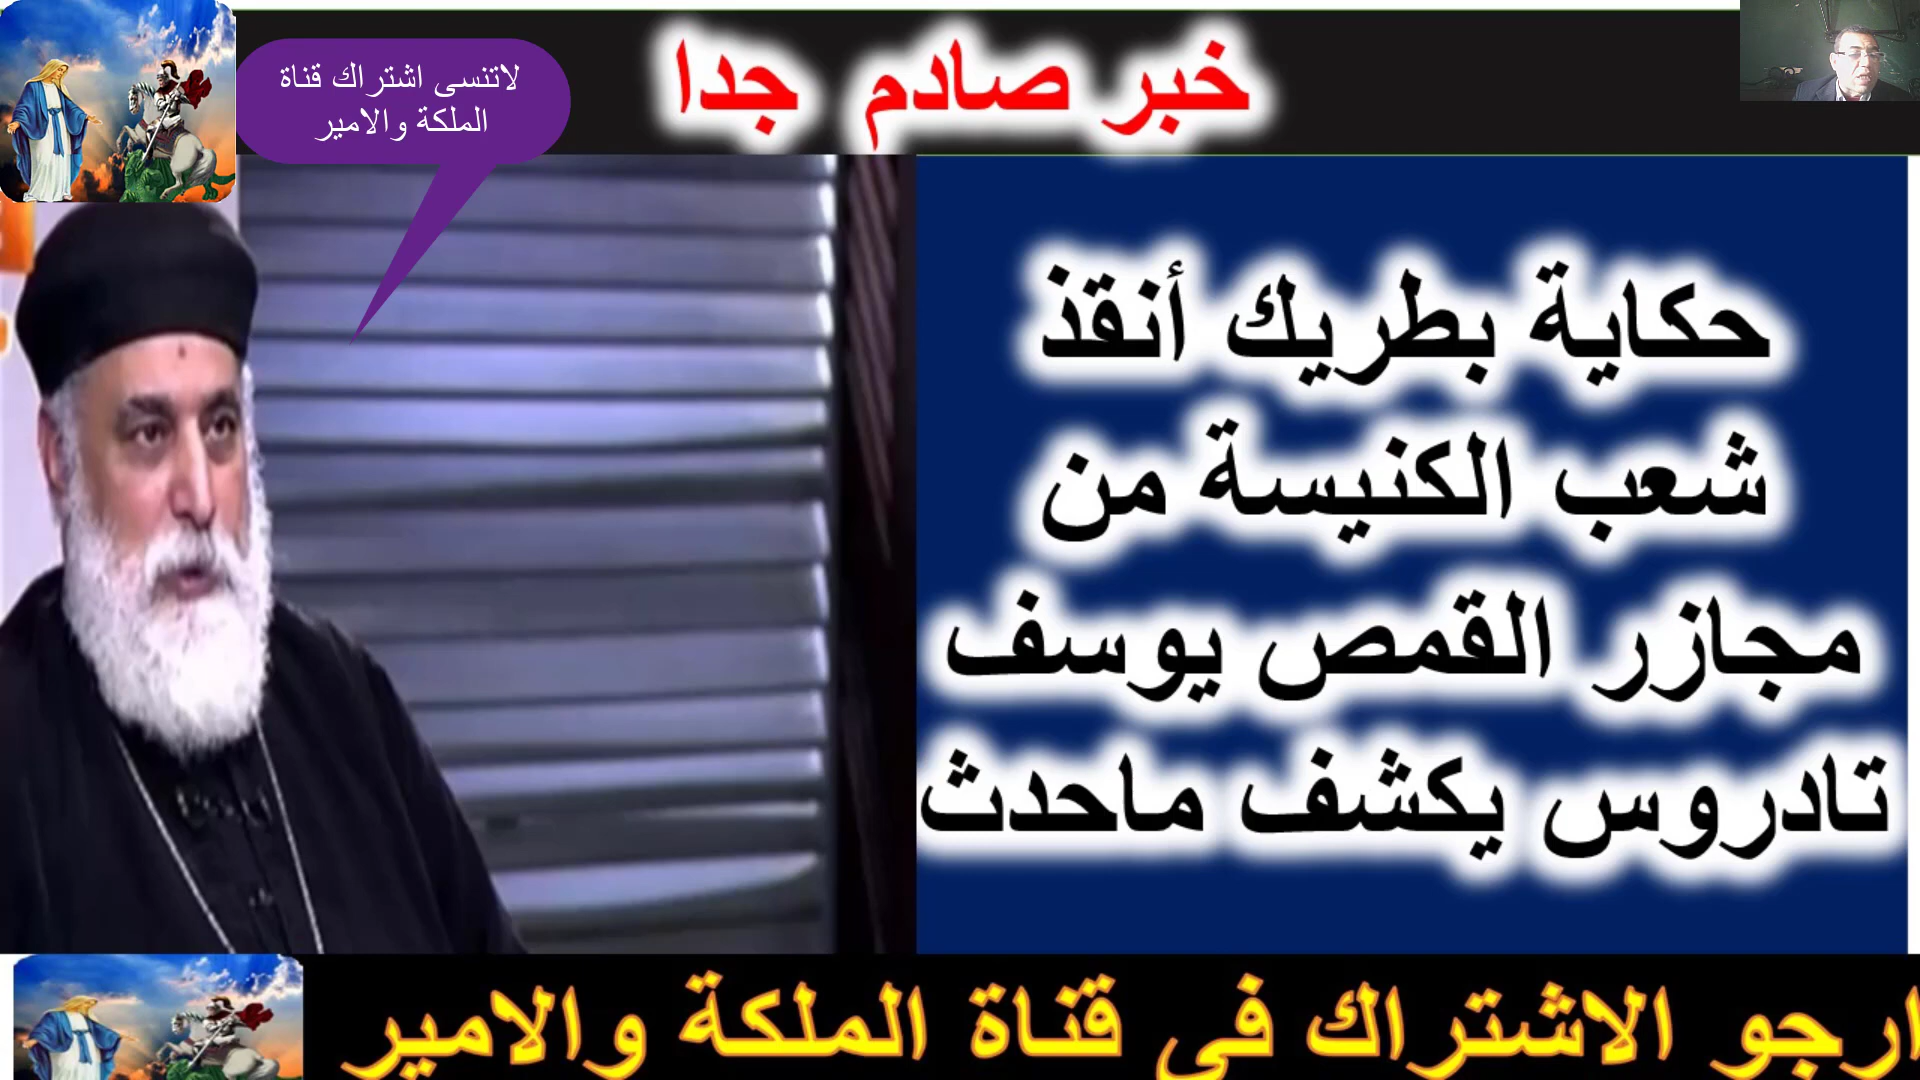 خبر صادم جدا
لاتنسى اشتراك قناة
الملكة والامير
حكاية بطريك أنقذ
شعب الكنيسة من
مجازر القمص يوسف
تادروس يكشف ماحدث
ارجو الاشتراك فى قناة الملكة والامير